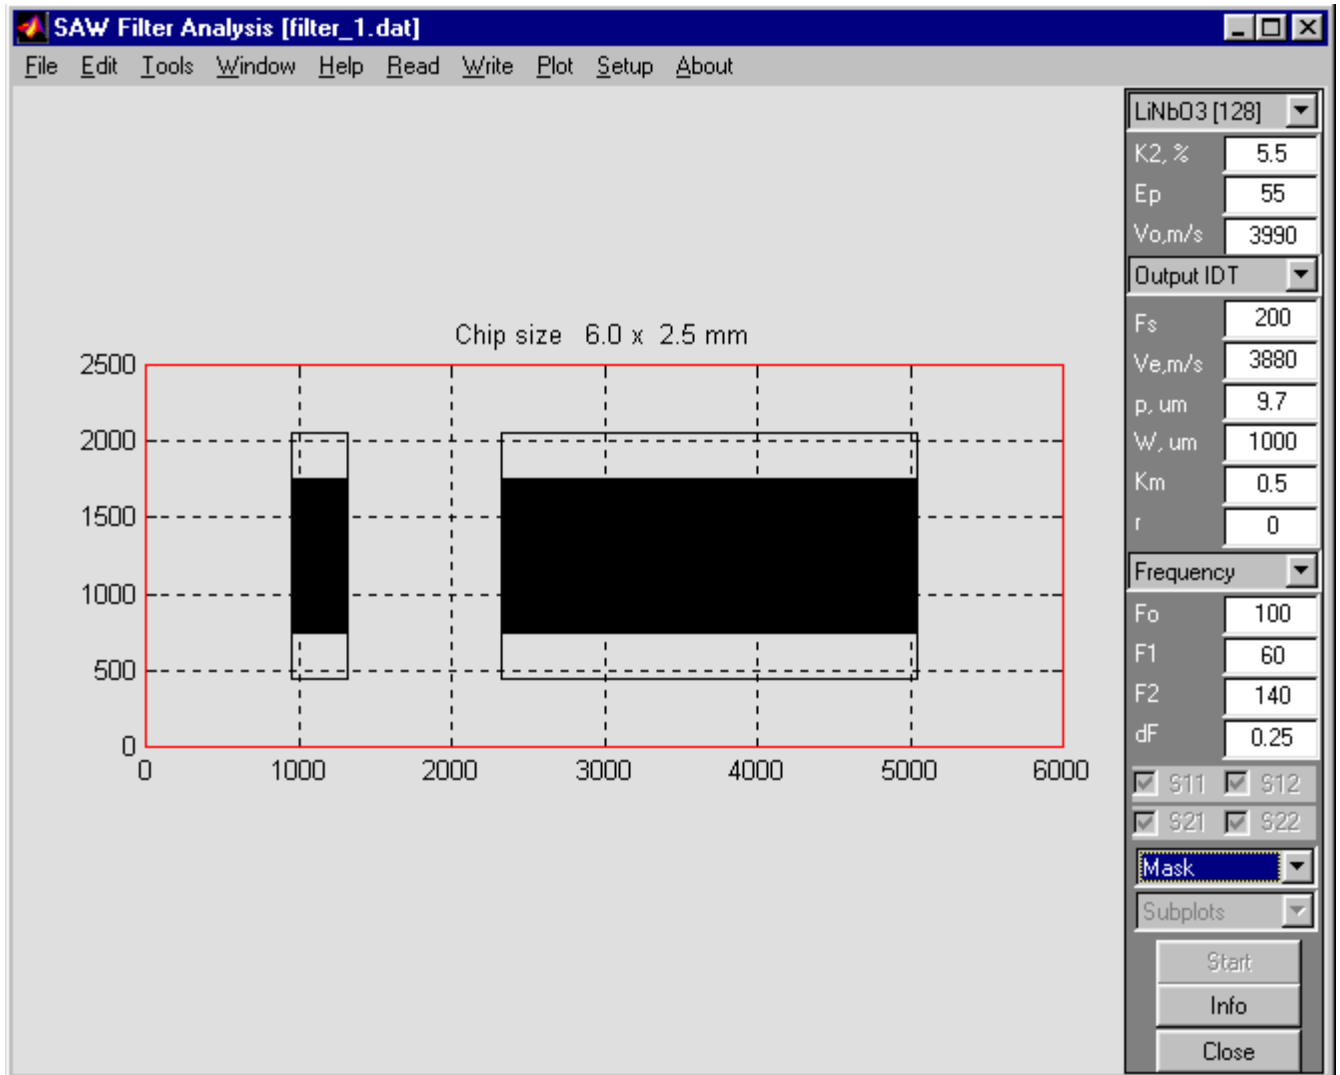 SAW Filter Analysis [filter_1.dat]
File Edit Tools Window Help Read Write Plot Setup About
Chip size 6.0 x 2.5 mm
2500
2000
1500
1000
500
0
0 1000 2000 3000 4000 5000 6000
LiNbO3 [128]
K2, % 5.5
Ep 55
Vo,m/s 3990
Output IDT
Fs 200
Ve,m/s 3880
p, um 9.7
W, um 1000
Km 0.5
r 0
Frequency
Fo 100
F1 60
F2 140
dF 0.25
S11 S12
S21 S22
Mask
Subplots
Start
Info
Close